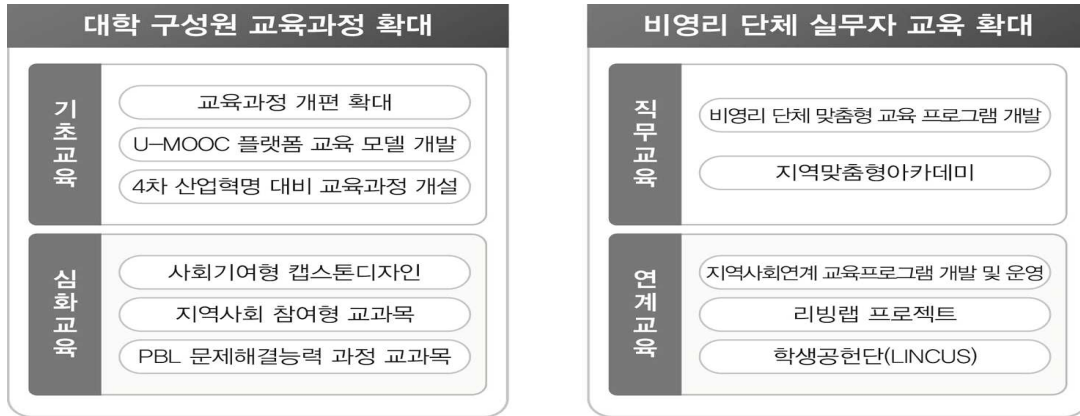 대학 구성원 교육과정 확대
기초교육
교육과정 개편 확대
U-MOOC 플랫폼 교육 모델 개발
4차 산업혁명 대비 교육과정 개설
심화교육
사회기여형 캡스톤디자인
지역사회 참여형 교과목
PBL 문제해결능력 과정 교과목
비영리 단체 실무자 교육 확대
직무교육
비영리 단체 맞춤형 교육 프로그램 개발
지역맞춤형아카데미
연계교육
지역사회연계 교육프로그램 개발 및 운영
리빙랩 프로젝트
학생공헌단(LINCUS)